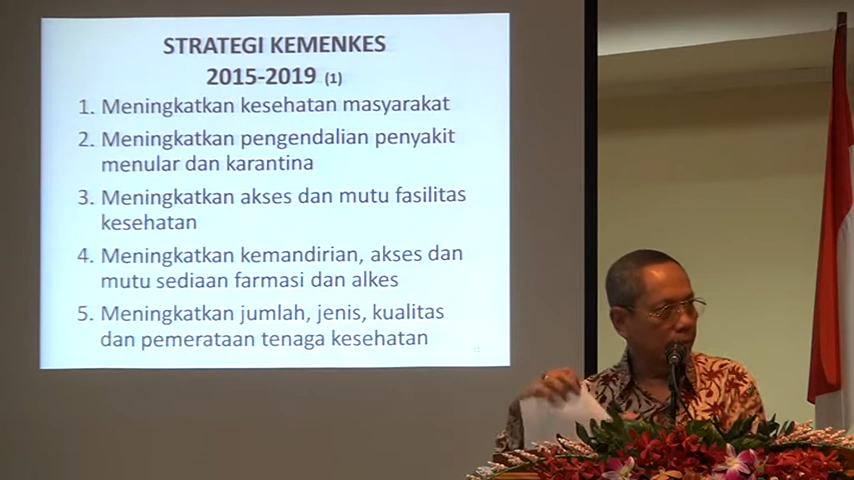 STRATEGI KEMENKES
2015-2019 (1)
1. Meningkatkan kesehatan masyarakat
2. Meningkatkan pengendalian penyakit
menular dan karantina
3. Meningkatkan akses dan mutu fasilitas
kesehatan
4. Meningkatkan kemandirian, akses dan
mutu sediaan farmasi dan alkes
5. Meningkatkan jumlah, jenis, kualitas
dan pemerataan tenaga kesehatan